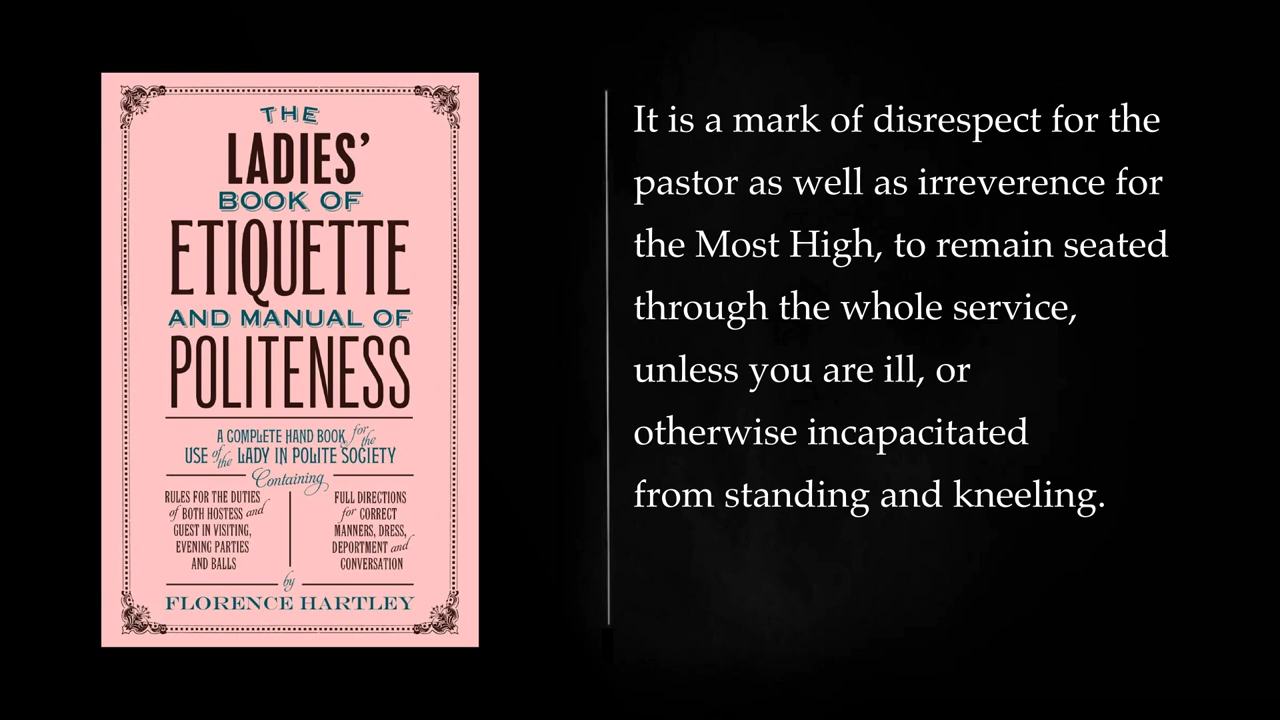 THE
LADIES'
BOOK OF
ETIQUETTE
AND MANUAL OF
POLITENESS
A COMPLETE HAND BOOK for the
USE of the LADY IN POLITE SOCIETY
Containing
RULES FOR THE DUTIES
of BOTH HOSTESS and
GUEST IN VISITING,
EVENING PARTIES
AND BALLS
FULL DIRECTIONS
for CORRECT
MANNERS, DRESS,
DEPORTMENT and
CONVERSATION
by
FLORENCE HARTLEY
It is a mark of disrespect for the
pastor as well as irreverence for
the Most High, to remain seated
through the whole service,
unless you are ill, or
otherwise incapacitated
from standing and kneeling.